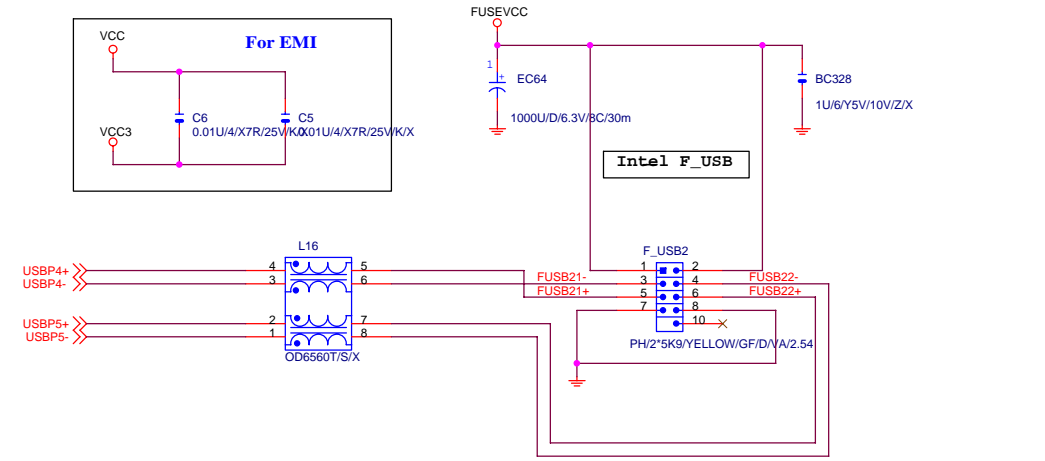 FUSEVCC
VCC
For EMI
1
+
EC64
BC328
1U/6/Y5V/10V/Z/X
1000U/D/6.3V/8C/30m
C6
C5
0.01U/4/X7R/25V/K/X
0.01U/4/X7R/25V/K/X
VCC3
Intel F_USB
L16
F_USB2
USBP4+
4
5
1
2
USBP4-
3
6
FUSB21-
3
4
FUSB22-
FUSB21+
5
6
FUSB22+
7
8
USBP5+
2
7
10
USBP5-
1
8
PH/2*5K9/YELLOW/GF/D/VA/2.54
OD6560T/S/X